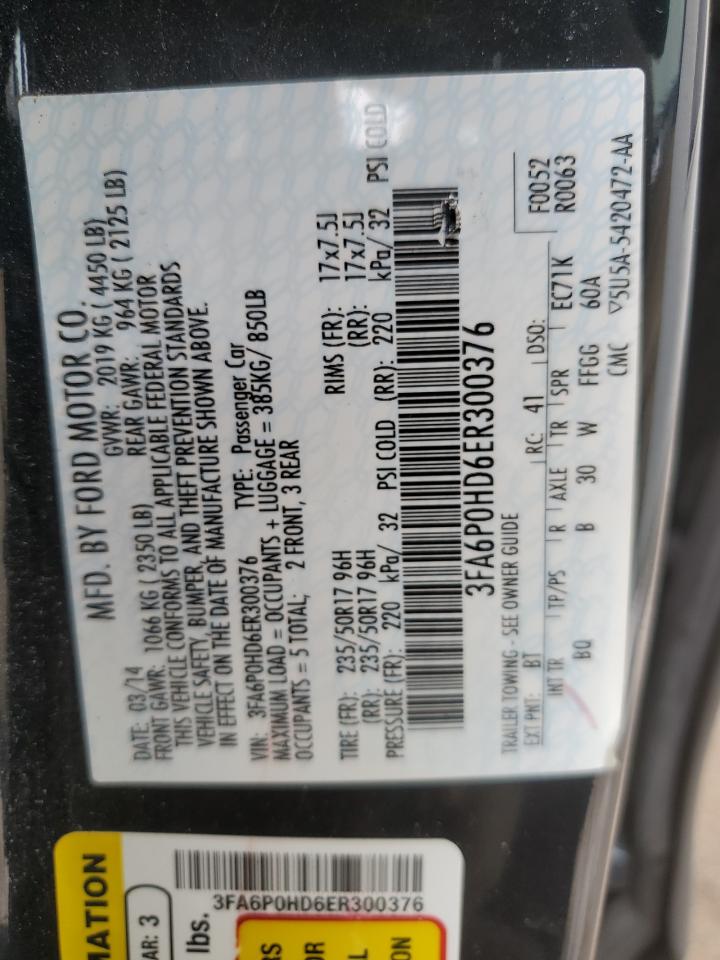 MFD. BY FORD MOTOR CO.
DATE: 03/14 GVWR: 2019 KG ( 4450 LB)
FRONT GAWR: 1066 KG ( 2350 LB) REAR GAWR: 964 KG ( 2125 LB)
THIS VEHICLE CONFORMS TO ALL APPLICABLE FEDERAL MOTOR
VEHICLE SAFETY, BUMPER, AND THEFT PREVENTION STANDARDS
IN EFFECT ON THE DATE OF MANUFACTURE SHOWN ABOVE.
VIN: 3FA6P0HD6ER300376 TYPE: Passenger Car
MAXIMUM LOAD = OCCUPANTS + LUGGAGE = 385KG/ 850LB
OCCUPANTS = 5 TOTAL; 2 FRONT, 3 REAR
TIRE (FR): 235/50R17 96H RIMS (FR): 17x7.5J
(RR): 235/50R17 96H (RR): 17x7.5J
PRESSURE (FR): 220 kPa/ 32 PSI COLD (RR): 220 kPa/ 32 PSI COLD
3FA6P0HD6ER300376
TRAILER TOWING - SEE OWNER GUIDE F0052
EXT PNT: BT RC: 41 DSO: R0063
INT TR TP/PS R AXLE TR SPR EC71K
BQ B 30 W FFGG 60A
CMC ▽5U5A-5420472-AA
MATION
AR: 3
lbs.
3FA6P0HD6ER300376
RS
OR
L
ON